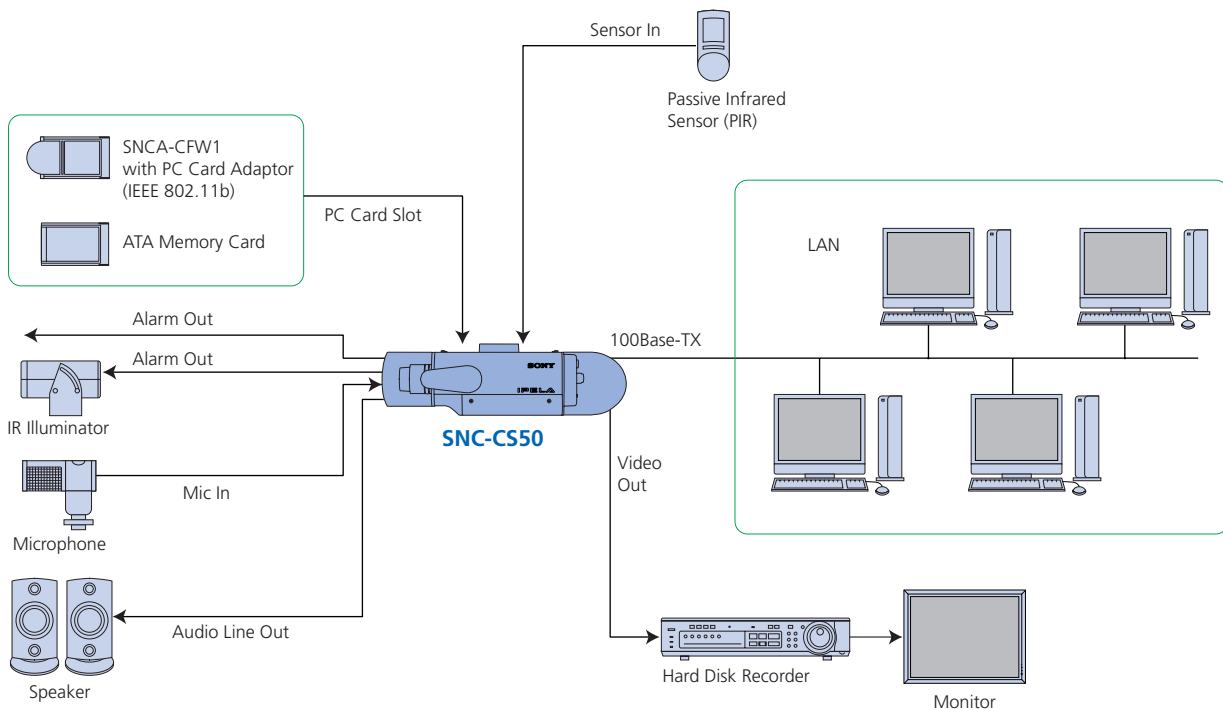 Sensor In
Passive Infrared
Sensor (PIR)
SNCA-CFW1
with PC Card Adaptor
(IEEE 802.11b)
PC Card Slot
ATA Memory Card
LAN
Alarm Out
100Base-TX
Alarm Out
SONY
IPELA
IR Illuminator
SNC-CS50
Video
Out
Mic In
Microphone
Audio Line Out
Hard Disk Recorder
Speaker
Monitor